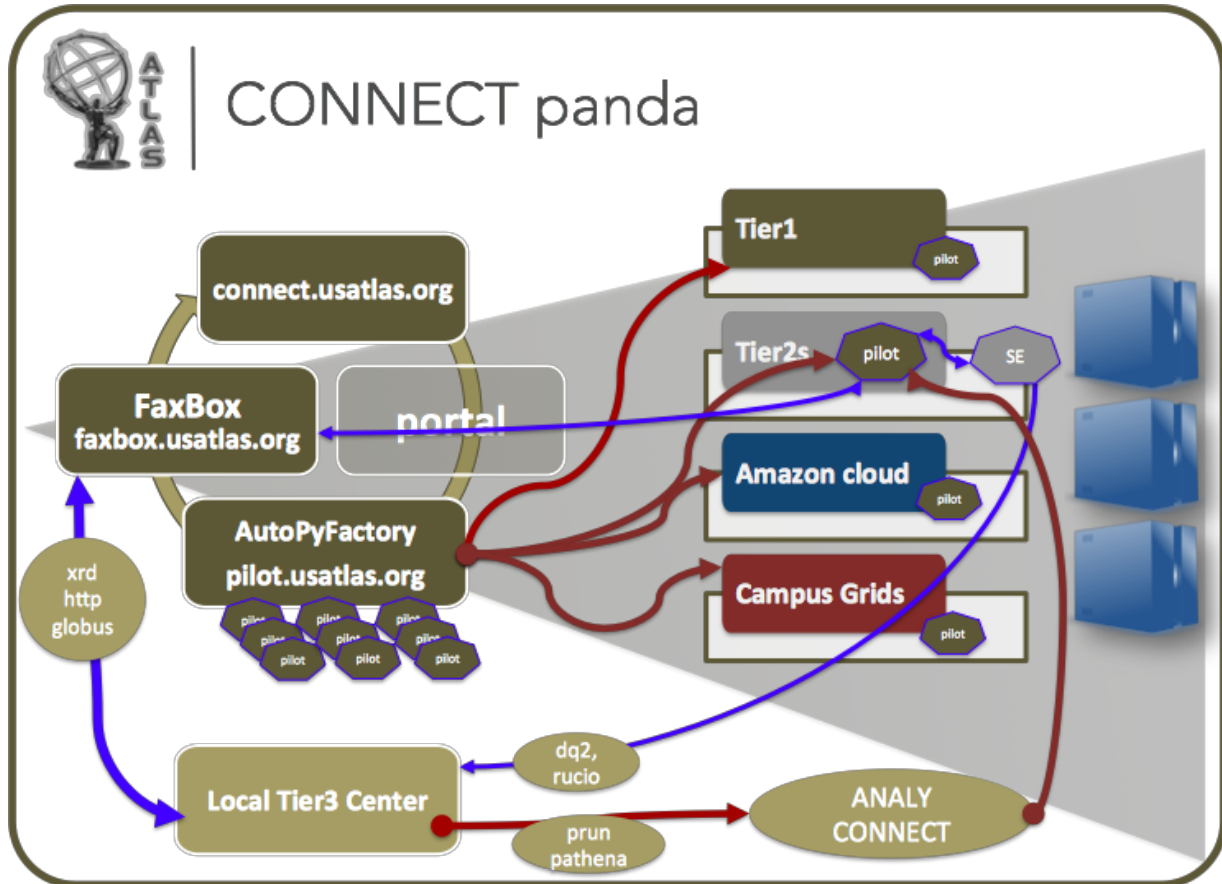 ATLAS
CONNECT panda
Tier1
pilot
connect.usatlas.org
Tier2s
pilot
SE
FaxBox
faxbox.usatlas.org
portal
Amazon cloud
pilot
AutoPyFactory
pilot.usatlas.org
Campus Grids
pilot
xrd
http
globus
pilot
pilot
pilot
pilot
pilot
pilot
pilot
pilot
pilot
dq2,
rucio
Local Tier3 Center
ANALY
CONNECT
prun
pathena